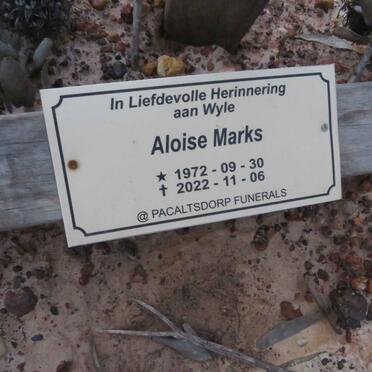 In Liefdevolle Herinnering
aan Wyle
Aloise Marks
★ 1972 - 09 - 30
✝ 2022 - 11 - 06
@ PACALTSDORP FUNERALS